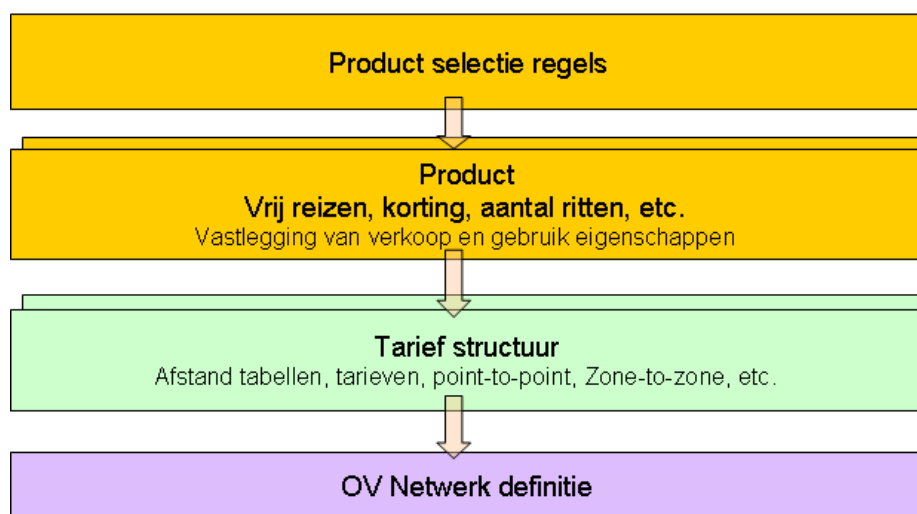 Product selectie regels
Product
Vrij reizen, korting, aantal ritten, etc.
Vastlegging van verkoop en gebruik eigenschappen
Tarief structuur
Afstand tabellen, tarieven, point-to-point, Zone-to-zone, etc.
OV Netwerk definitie